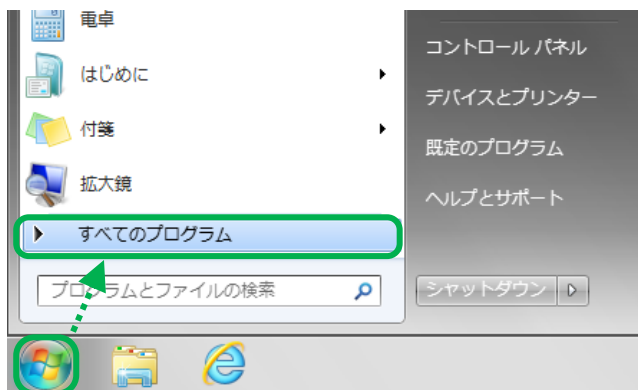 電卓
はじめに
付箋
拡大鏡
すべてのプログラム
プログラムとファイルの検索
コントロール パネル
デバイスとプリンター
既定のプログラム
ヘルプとサポート
シャットダウン